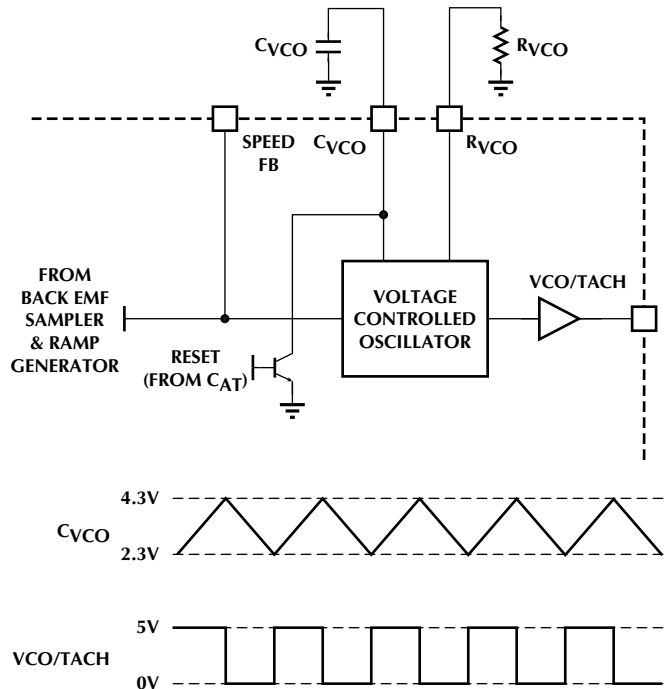 CVCO
RVCO
SPEED
FB
CVCO
RVCO
FROM
BACK EMF
SAMPLER
& RAMP
GENERATOR
VOLTAGE
CONTROLLED
OSCILLATOR
VCO/TACH
RESET
(FROM CAT)
4.3V
CVCO
2.3V
5V
VCO/TACH
0V